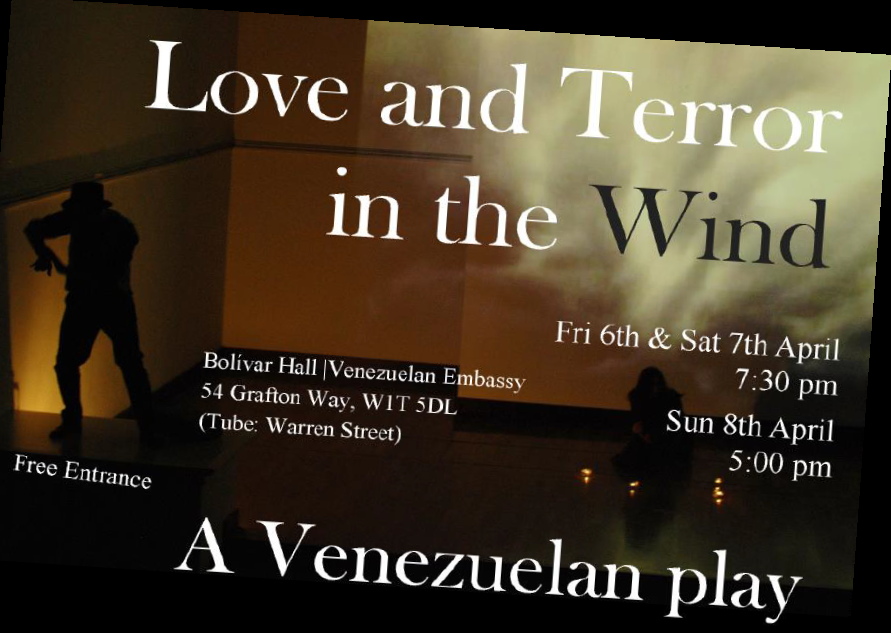 Love and Terror
in the Wind
Fri 6th & Sat 7th April
7:30 pm
Sun 8th April
5:00 pm
Bolívar Hall |Venezuelan Embassy
54 Grafton Way, W1T 5DL
(Tube: Warren Street)
Free Entrance
A Venezuelan play